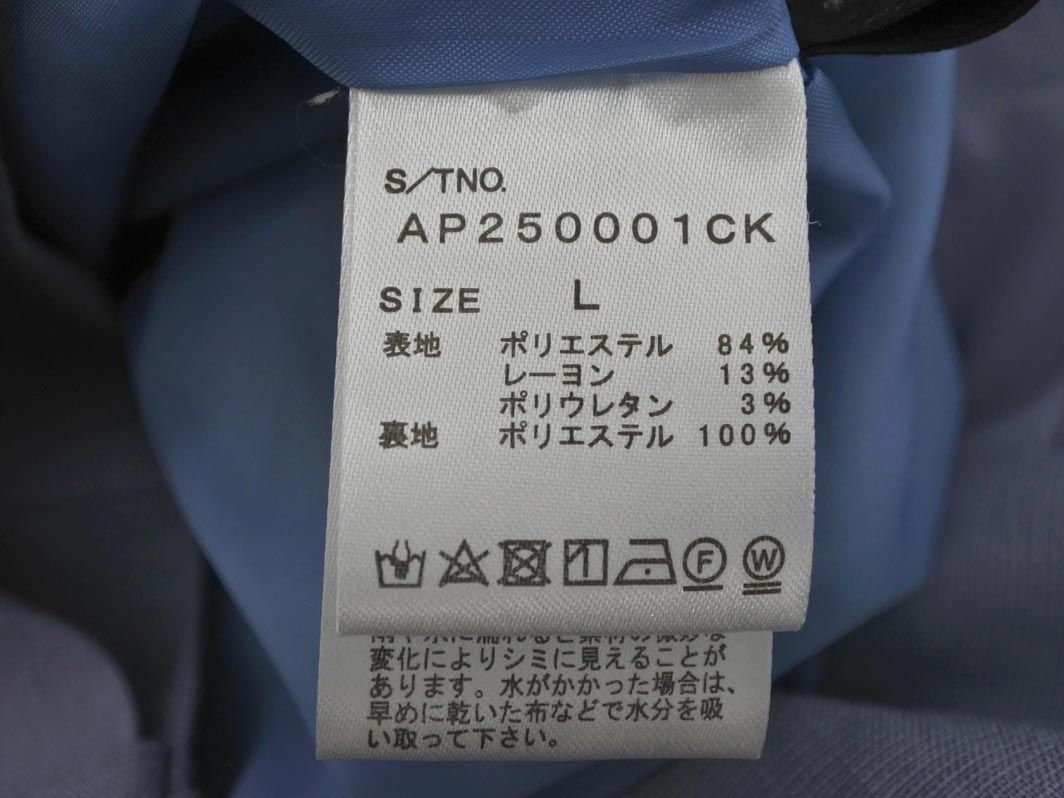 S/TNO.
AP250001CK
SIZE L
表地 ポリエステル 84%
レーヨン 13%
ポリウレタン 3%
裏地 ポリエステル 100%
F W
変化によりシミに見えることが
あります。水がかかった場合は、
早めに乾いた布などで水分を吸
い取って下さい。